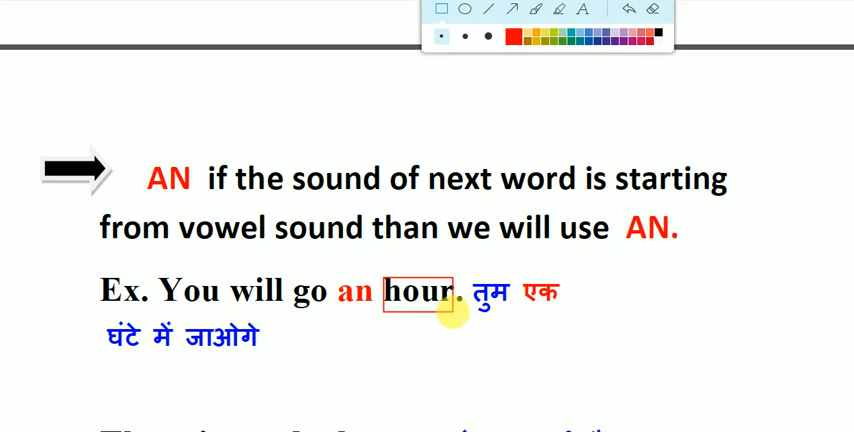 AN if the sound of next word is starting
from vowel sound than we will use AN.
Ex. You will go an hour. तुम एक
घंटे में जाओगे